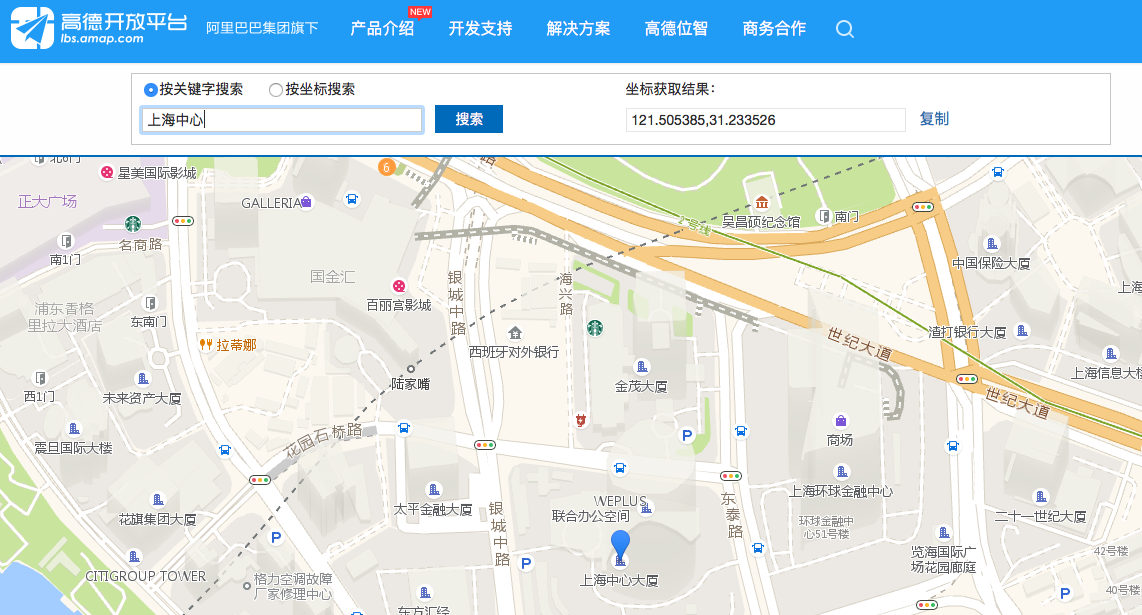 高德开放平台
lbs.amap.com
阿里巴巴集团旗下
产品介绍
NEW
开发支持
解决方案
高德位智
商务合作
按关键字搜索
按坐标搜索
坐标获取结果:
上海中心
搜索
121.505385,31.233526
复制
6
星美国际影城
正大广场
GALLERIA
名商路
南1门
吴昌硕纪念馆
南门
2号线
中国保险大厦
国金汇
百丽宫影城
银城中路
海兴路
浦东香格
里拉大酒店
东南门
拉蒂娜
西班牙对外银行
世纪大道
渣打银行大厦
陆家嘴
金茂大厦
上海信息大楼
西1门
未来资产大厦
世纪大道
商场
花园石桥路
震旦国际大楼
P
上海环球金融中心
太平金融大厦
WEPLUS
联合办公空间
银城中路
东泰路
花旗集团大厦
环球金融中
心51号楼
二十一世纪大厦
P
P
览海国际广
场花园廊庭
42号楼
CITIGROUP TOWER
格力空调故障
厂家修理中心
上海中心大厦
P
40号楼
东方汇经